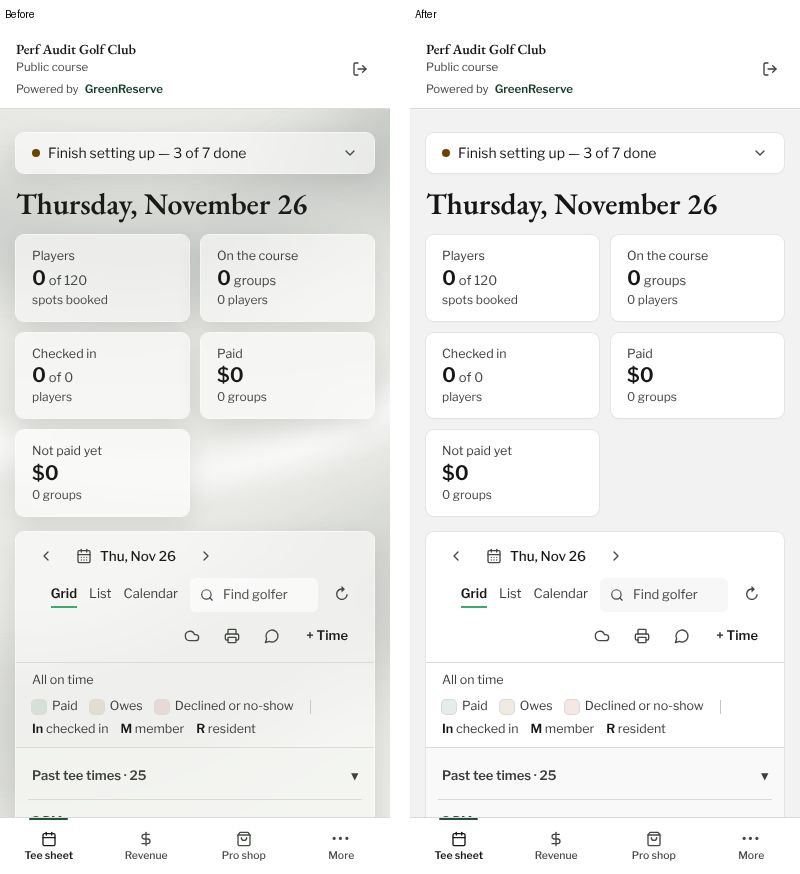 Before
Perf Audit Golf Club
Public course
Powered by GreenReserve
Finish setting up — 3 of 7 done
Thursday, November 26
Players
0 of 120
spots booked
On the course
0 groups
0 players
Checked in
0 of 0
players
Paid
$0
0 groups
Not paid yet
$0
0 groups
Thu, Nov 26
Grid List Calendar Find golfer
+ Time
All on time
Paid Owes Declined or no-show
In checked in M member R resident
Past tee times · 25
Tee sheet Revenue Pro shop More
After
Perf Audit Golf Club
Public course
Powered by GreenReserve
Finish setting up — 3 of 7 done
Thursday, November 26
Players
0 of 120
spots booked
On the course
0 groups
0 players
Checked in
0 of 0
players
Paid
$0
0 groups
Not paid yet
$0
0 groups
Thu, Nov 26
Grid List Calendar Find golfer
+ Time
All on time
Paid Owes Declined or no-show
In checked in M member R resident
Past tee times · 25
Tee sheet Revenue Pro shop More